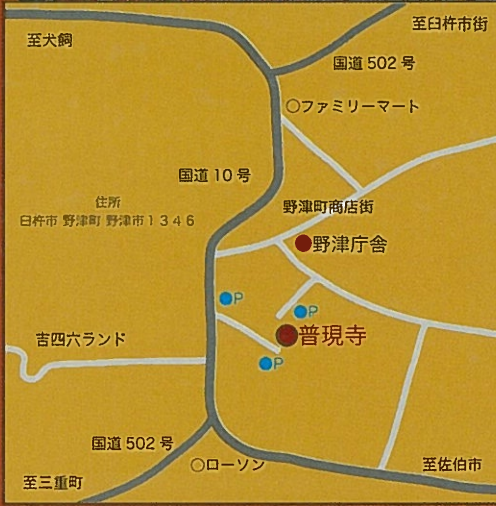 至臼杵市街
至犬飼
国道502号
○ファミリーマート
国道10号
住所
臼杵市 野津町 野津市1346
野津町商店街
野津庁舎
P
P
普現寺
吉四六ランド
P
国道502号
○ローソン
至佐伯市
至三重町